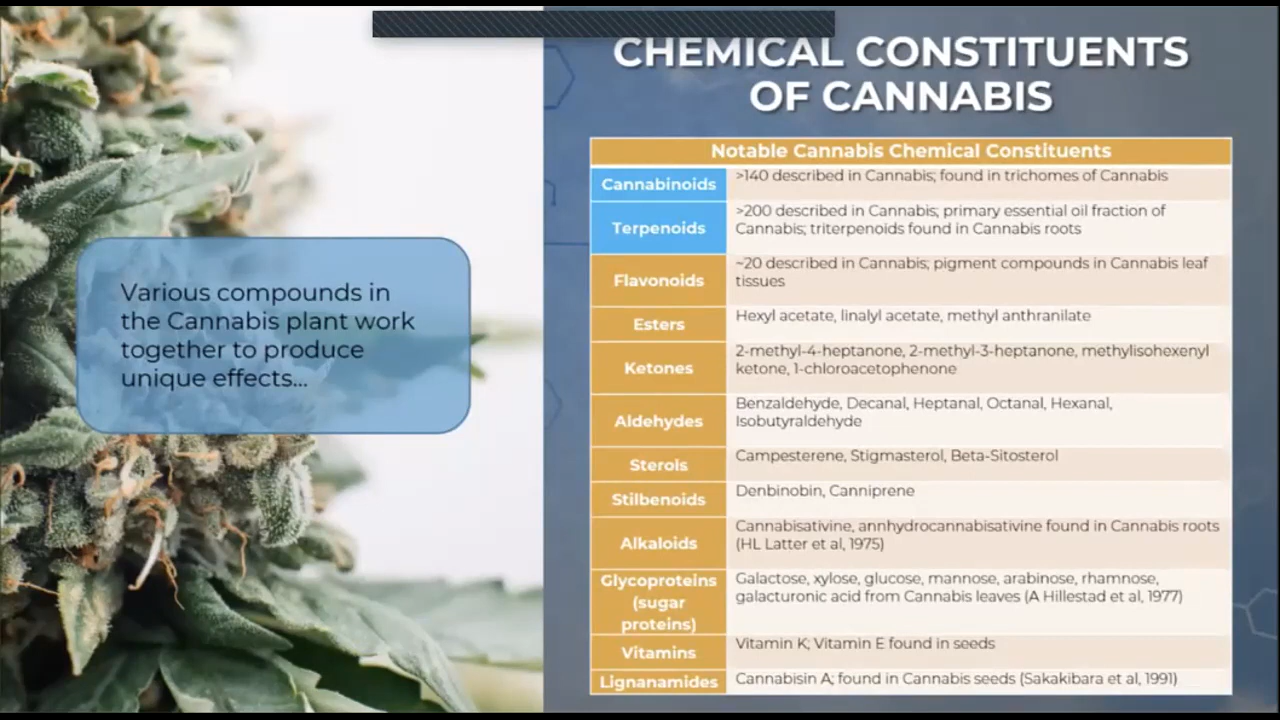 CHEMICAL CONSTITUENTS
OF CANNABIS
Various compounds in
the Cannabis plant work
together to produce
unique effects...
Notable Cannabis Chemical Constituents
Cannabinoids
>140 described in Cannabis; found in trichomes of Cannabis
Terpenoids
>200 described in Cannabis; primary essential oil fraction of
Cannabis; triterpenoids found in Cannabis roots
Flavonoids
~20 described in Cannabis; pigment compounds in Cannabis leaf
tissues
Esters
Hexyl acetate, linalyl acetate, methyl anthranilate
Ketones
2-methyl-4-heptanone, 2-methyl-3-heptanone, methylisohexenyl
ketone, 1-chloroacetophenone
Aldehydes
Benzaldehyde, Decanal, Heptanal, Octanal, Hexanal,
Isobutyraldehyde
Sterols
Campesterene, Stigmasterol, Beta-Sitosterol
Stilbenoids
Denbinobin, Canniprene
Alkaloids
Cannabisativine, annhydrocannabisativine found in Cannabis roots
(HL Latter et al, 1975)
Glycoproteins
(sugar
proteins)
Galactose, xylose, glucose, mannose, arabinose, rhamnose,
galacturonic acid from Cannabis leaves (A Hillestad et al, 1977)
Vitamins
Vitamin K; Vitamin E found in seeds
Lignanamides
Cannabisin A; found in Cannabis seeds (Sakakibara et al, 1991)